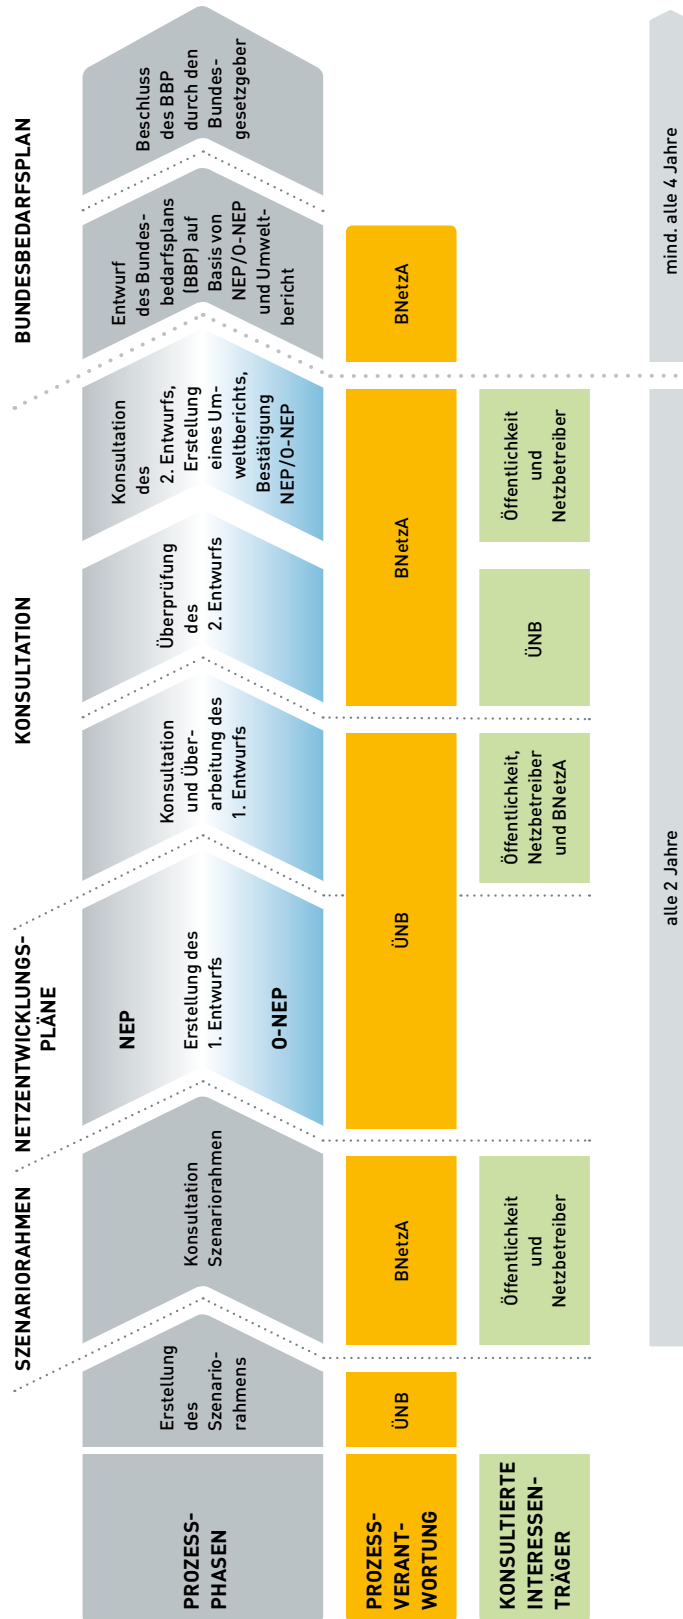 SZENARIORAHMEN
NETZENTWICKLUNGS-
PLÄNE
KONSULTATION
BUNDESBEDARFSPLAN
PROZESS-
PHASEN
Erstellung
des
Szenario-
rahmens
Konsultation
Szenariorahmen
NEP
Erstellung des
1. Entwurfs
O-NEP
Konsultation
und Über-
arbeitung des
1. Entwurfs
Überprüfung
des
2. Entwurfs
Konsultation
des
2. Entwurfs,
Erstellung
eines Um-
weltberichts,
Bestätigung
NEP/O-NEP
Entwurf
des Bundes-
bedarfsplans
(BBP) auf
Basis von
NEP/O-NEP
und Umwelt-
bericht
Beschluss
des BBP
durch den
Bundes-
gesetzgeber
PROZESS-
VERANT-
WORTUNG
ÜNB
BNetzA
ÜNB
BNetzA
BNetzA
KONSULTIERTE
INTERESSEN-
TRÄGER
Öffentlichkeit
und
Netzbetreiber
Öffentlichkeit,
Netzbetreiber
und BNetzA
ÜNB
Öffentlichkeit
und
Netzbetreiber
alle 2 Jahre
mind. alle 4 Jahre